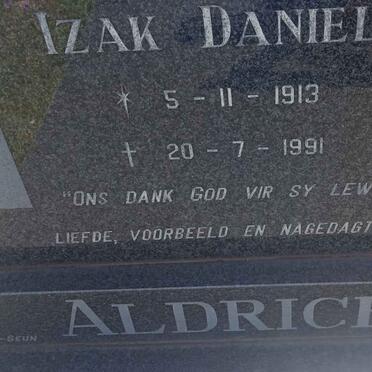 IZAK DANIEL
* 5 - 11 - 1913
† 20 - 7 - 1991
"ONS DANK GOD VIR SY LEW
LIEFDE, VOORBEELD EN NAGEDAGT
ALDRICH
-SEUN